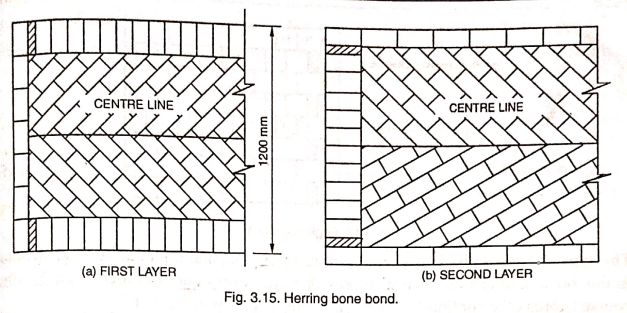 CENTRE LINE
1200 mm
(a) FIRST LAYER
CENTRE LINE
(b) SECOND LAYER
Fig. 3.15. Herring bone bond.